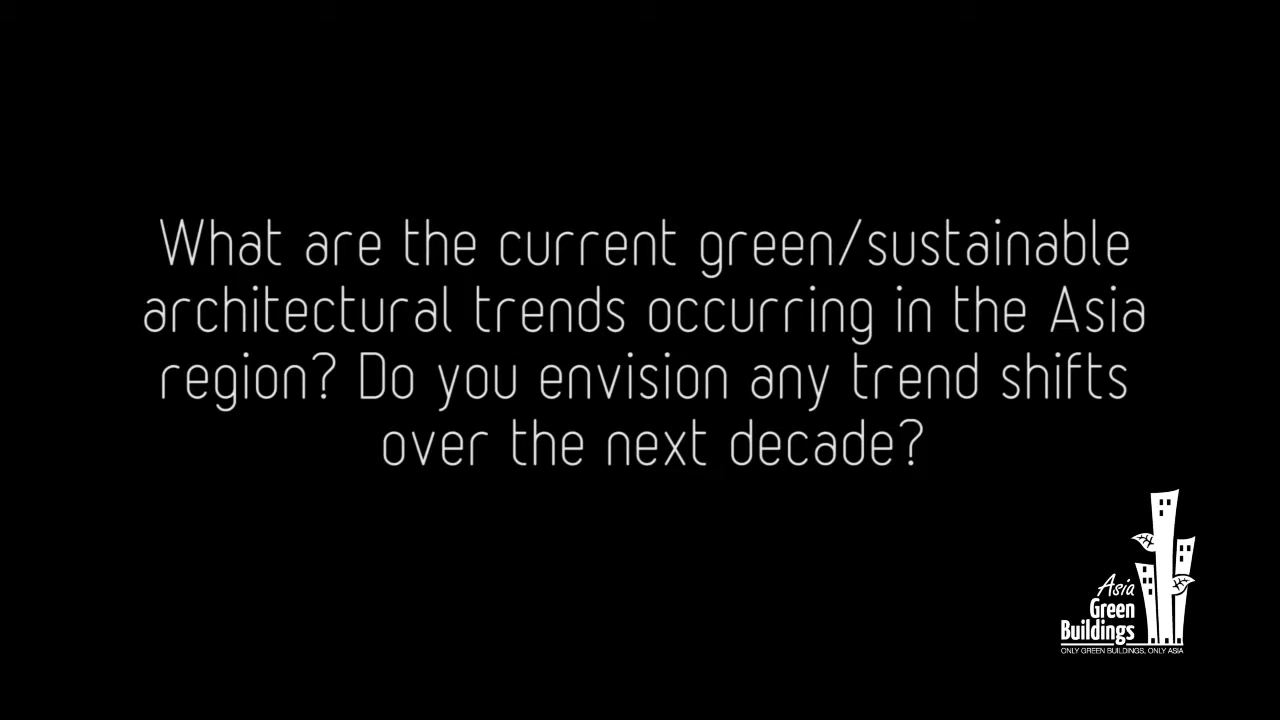 What are the current green/sustainable
architectural trends occurring in the Asia
region? Do you envision any trend shifts
over the next decade?
Asia
Green
Buildings
ONLY GREEN BUILDINGS, ONLY ASIA